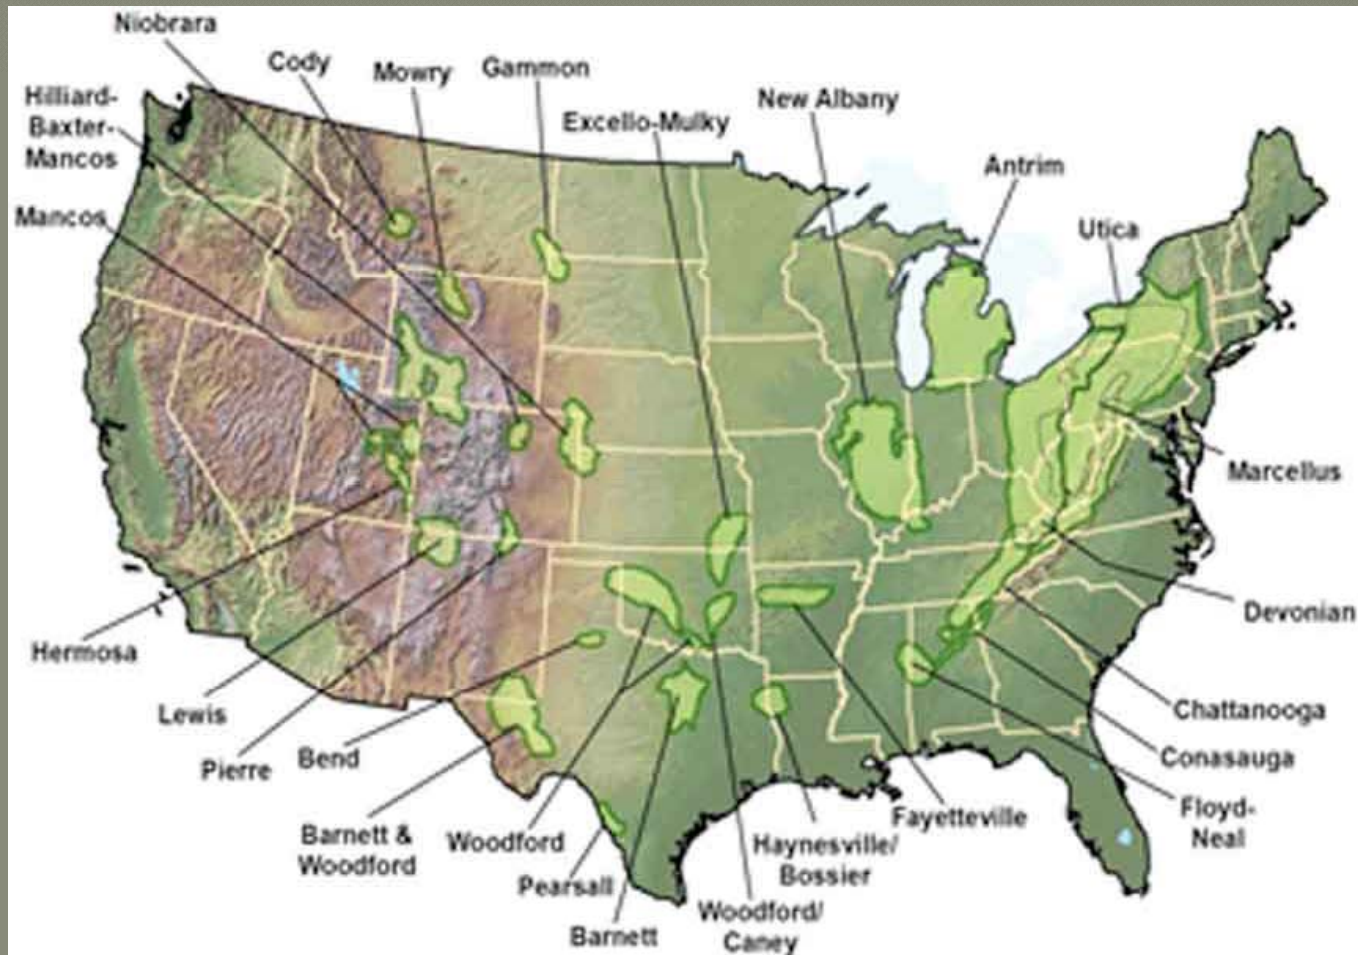 Niobrara
Cody
Mowry
Gammon
Hilliard-
Baxter-
Mancos
Excello-Mulky
New Albany
Antrim
Mancos
Utica
Marcellus
Devonian
Hermosa
Lewis
Pierre
Bend
Chattanooga
Conasauga
Floyd-
Neal
Fayetteville
Barnett &
Woodford
Woodford
Haynesville/
Bossier
Pearsall
Woodford/
Caney
Barnett